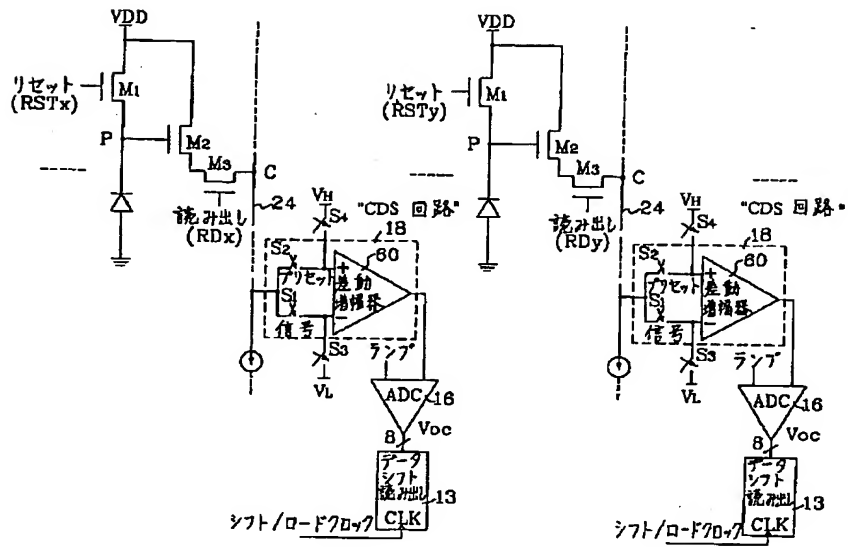 VDD
リセット
(RSTx)
M1
P
M2
M3
C
24
読み出し
(RDx)
VH
S4
"CDS 回路"
18
S2
プリセット
60
+
差動
増幅器
S1
信号
−
S3
VL
ランプ
ADC
16
8
VOC
データ
シフト
読み出し
13
CLK
シフト/ロードクロック
VDD
リセット
(RSTy)
M1
P
M2
M3
C
24
読み出し
(RDy)
VH
S4
"CDS 回路"
18
S2
プリセット
60
+
差動
増幅器
S1
信号
−
S3
VL
ランプ
ADC
16
8
VOC
データ
シフト
読み出し
13
CLK
シフト/ロードクロック